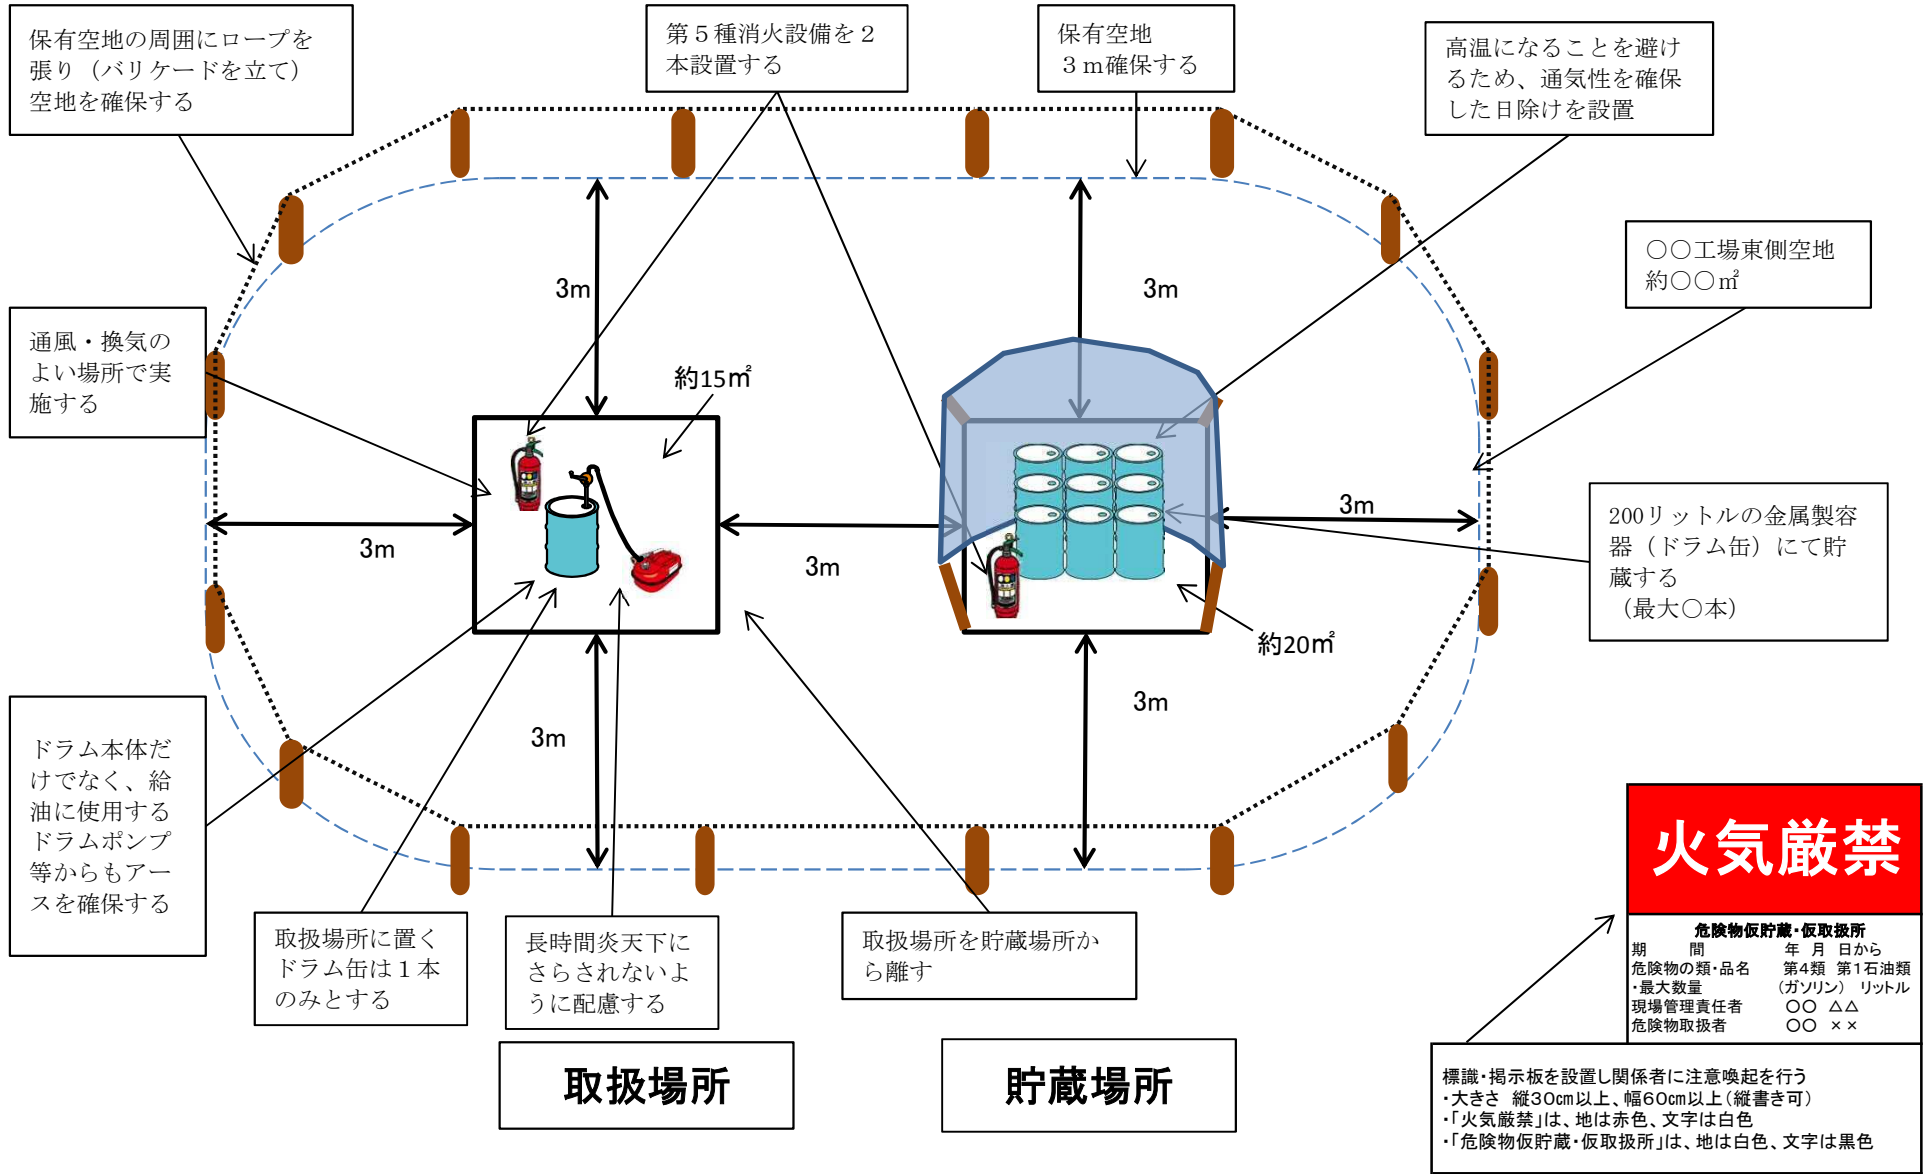 保有空地の周囲にロープを
張り（バリケードを立て）
空地を確保する
第５種消火設備を２
本設置する
保有空地
３ｍ確保する
高温になることを避け
るため、通気性を確保
した日除けを設置
〇〇工場東側空地
約〇〇㎡
3m
3m
通風・換気の
よい場所で実
施する
約15㎡
200リットルの金属製容
器（ドラム缶）にて貯
蔵する
（最大〇本）
3m
3m
3m
約20㎡
3m
3m
ドラム本体だ
けでなく、給
油に使用する
ドラムポンプ
等からもアー
スを確保する
取扱場所に置く
ドラム缶は１本
のみとする
長時間炎天下に
さらされないよ
うに配慮する
取扱場所を貯蔵場所か
ら離す
火気厳禁
危険物仮貯蔵・仮取扱所
期　　間　　　　年 月 日から
危険物の類・品名　第4類 第1石油類
・最大数量　　　（ガソリン） リットル
現場管理責任者　〇〇 △△
危険物取扱者　　〇〇 ××
取扱場所
貯蔵場所
標識・掲示板を設置し関係者に注意喚起を行う
・大きさ 縦30㎝以上、幅60㎝以上（縦書き可）
・「火気厳禁」は、地は赤色、文字は白色
・「危険物仮貯蔵・仮取扱所」は、地は白色、文字は黒色